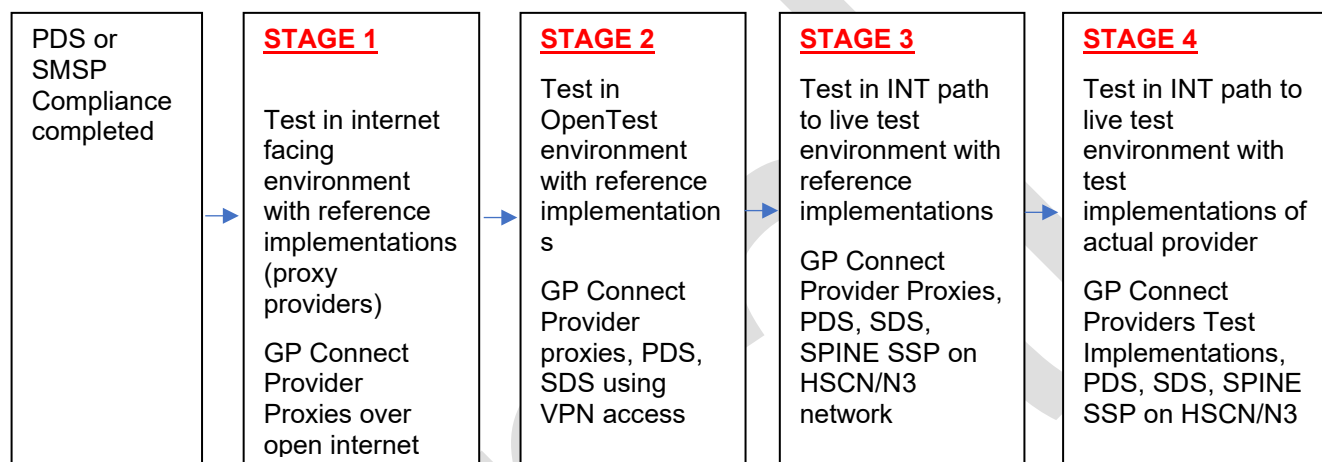 PDS or
SMSP
Compliance
completed
STAGE 1
Test in internet
facing
environment
with reference
implementations
(proxy
providers)
GP Connect
Provider
Proxies over
open internet
STAGE 2
Test in
OpenTest
environment
with reference
implementation
s
GP Connect
Provider
proxies, PDS,
SDS using
VPN access
STAGE 3
Test in INT path
to live test
environment with
reference
implementations
GP Connect
Provider Proxies,
PDS, SDS,
SPINE SSP on
HSCN/N3
network
STAGE 4
Test in INT path to
live test
environment with
test
implementations of
actual provider
GP Connect
Providers Test
Implementations,
PDS, SDS, SPINE
SSP on HSCN/N3